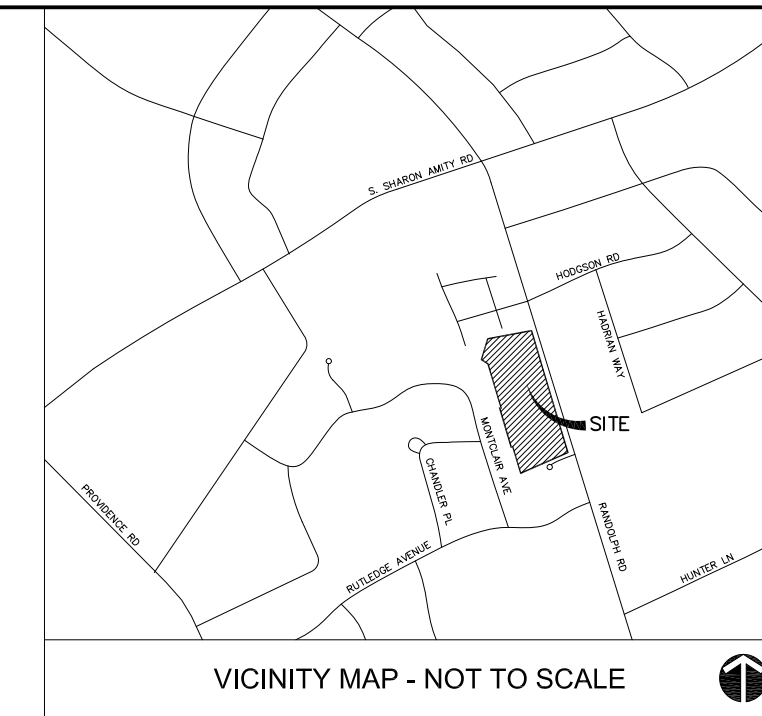 S. SHARON AMITY RD
HODGSON RD
HADRIAN WAY
SITE
MONTCLAIR AVE
CHANDLER PL
PROVIDENCE RD
RUTLEDGE AVENUE
RANDOLPH RD
HUNTER LN
VICINITY MAP - NOT TO SCALE